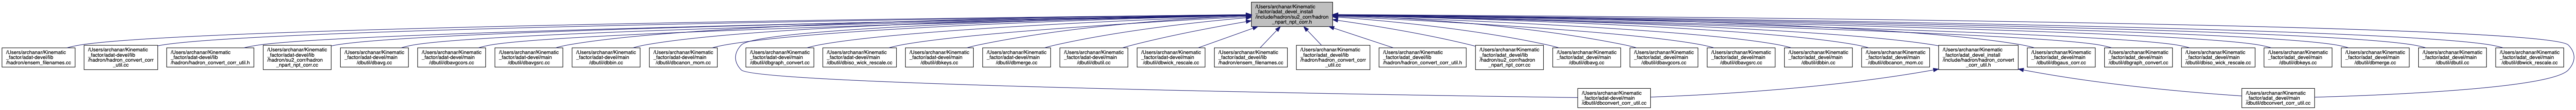 /Users/archanar/Kinematic
_factor/adat_devel_install
/include/hadron/su2_corr/hadron
_npart_npt_corr.h
/Users/archanar/Kinematic
_factor/adat-devel/lib
/hadron/ensem_filenames.cc
/Users/archanar/Kinematic
_factor/adat-devel/lib
/hadron/hadron_convert_corr
_util.cc
/Users/archanar/Kinematic
_factor/adat-devel/lib
/hadron/hadron_convert_corr_util.h
/Users/archanar/Kinematic
_factor/adat-devel/lib
/hadron/su2_corr/hadron
_npart_npt_corr.cc
/Users/archanar/Kinematic
_factor/adat-devel/main
/dbutil/dbavg.cc
/Users/archanar/Kinematic
_factor/adat-devel/main
/dbutil/dbavgcors.cc
/Users/archanar/Kinematic
_factor/adat-devel/main
/dbutil/dbavgsrc.cc
/Users/archanar/Kinematic
_factor/adat-devel/main
/dbutil/dbbin.cc
/Users/archanar/Kinematic
_factor/adat-devel/main
/dbutil/dbcanon_mom.cc
/Users/archanar/Kinematic
_factor/adat-devel/main
/dbutil/dbgraph_convert.cc
/Users/archanar/Kinematic
_factor/adat-devel/main
/dbutil/dbiso_wick_rescale.cc
/Users/archanar/Kinematic
_factor/adat-devel/main
/dbutil/dbkeys.cc
/Users/archanar/Kinematic
_factor/adat-devel/main
/dbutil/dbmerge.cc
/Users/archanar/Kinematic
_factor/adat-devel/main
/dbutil/dbutil.cc
/Users/archanar/Kinematic
_factor/adat-devel/main
/dbutil/dbwick_rescale.cc
/Users/archanar/Kinematic
_factor/adat_devel/lib
/hadron/ensem_filenames.cc
/Users/archanar/Kinematic
_factor/adat_devel/lib
/hadron/hadron_convert_corr
_util.cc
/Users/archanar/Kinematic
_factor/adat_devel/lib
/hadron/hadron_convert_corr_util.h
/Users/archanar/Kinematic
_factor/adat_devel/lib
/hadron/su2_corr/hadron
_npart_npt_corr.cc
/Users/archanar/Kinematic
_factor/adat_devel/main
/dbutil/dbavg.cc
/Users/archanar/Kinematic
_factor/adat_devel/main
/dbutil/dbavgcors.cc
/Users/archanar/Kinematic
_factor/adat_devel/main
/dbutil/dbavgsrc.cc
/Users/archanar/Kinematic
_factor/adat_devel/main
/dbutil/dbbin.cc
/Users/archanar/Kinematic
_factor/adat_devel/main
/dbutil/dbcanon_mom.cc
/Users/archanar/Kinematic
_factor/adat_devel_install
/include/hadron/hadron_convert
_corr_util.h
/Users/archanar/Kinematic
_factor/adat_devel/main
/dbutil/dbgaus_corr.cc
/Users/archanar/Kinematic
_factor/adat_devel/main
/dbutil/dbgraph_convert.cc
/Users/archanar/Kinematic
_factor/adat_devel/main
/dbutil/dbiso_wick_rescale.cc
/Users/archanar/Kinematic
_factor/adat_devel/main
/dbutil/dbkeys.cc
/Users/archanar/Kinematic
_factor/adat_devel/main
/dbutil/dbmerge.cc
/Users/archanar/Kinematic
_factor/adat_devel/main
/dbutil/dbutil.cc
/Users/archanar/Kinematic
_factor/adat_devel/main
/dbutil/dbwick_rescale.cc
/Users/archanar/Kinematic
_factor/adat-devel/main
/dbutil/dbconvert_corr_util.cc
/Users/archanar/Kinematic
_factor/adat_devel/main
/dbutil/dbconvert_corr_util.cc